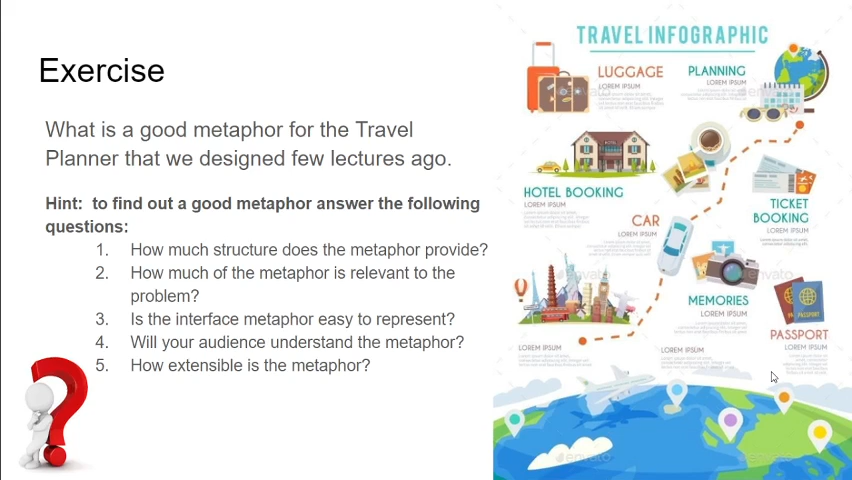 Exercise
What is a good metaphor for the Travel
Planner that we designed few lectures ago.
Hint: to find out a good metaphor answer the following
questions:
1. How much structure does the metaphor provide?
2. How much of the metaphor is relevant to the
problem?
3. Is the interface metaphor easy to represent?
4. Will your audience understand the metaphor?
5. How extensible is the metaphor?
TRAVEL INFOGRAPHIC
LUGGAGE
LOREM IPSUM
PLANNING
LOREM IPSUM
HOTEL BOOKING
LOREM IPSUM
TICKET
BOOKING
LOREM IPSUM
CAR
LOREM IPSUM
MEMORIES
LOREM IPSUM
PASSPORT
PASSPORT
LOREM IPSUM
LOREM IPSUM
LOREM IPSUM
envato
envato
envato